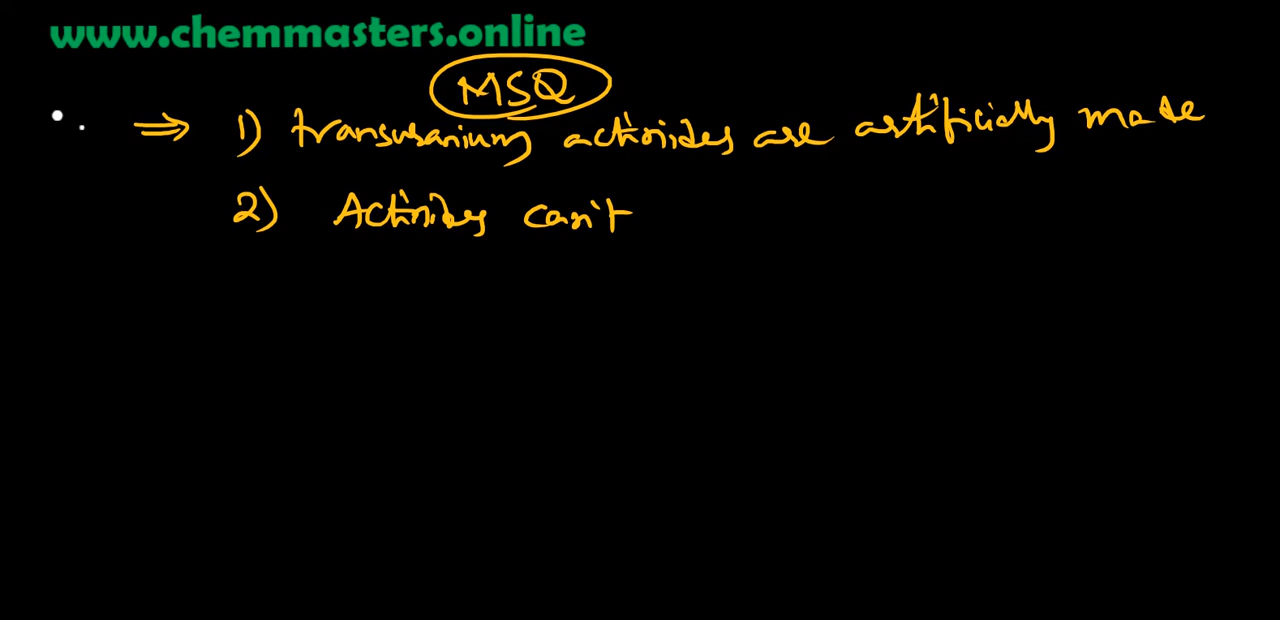 www.chemmasters.online
MSQ
⇒ 1) transuranium actinides are artificially made
2) Actinides can't